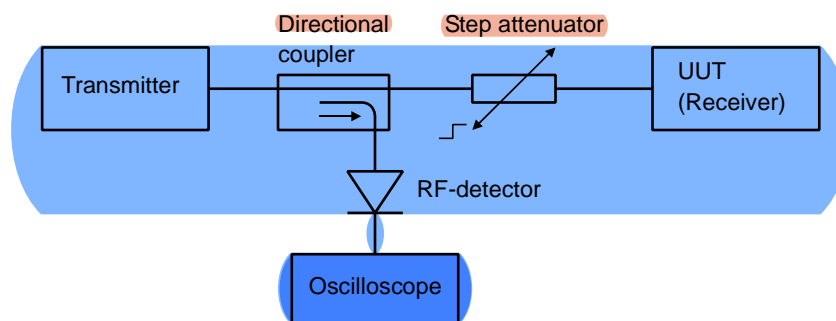 Directional
coupler
Step attenuator
Transmitter
UUT
(Receiver)
RF-detector
Oscilloscope